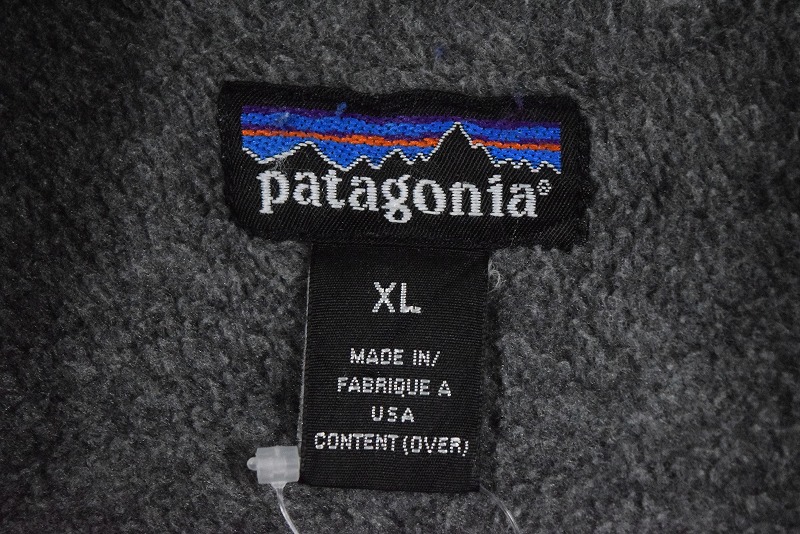 patagonia®
XL
MADE IN/
FABRIQUE A
USA
CONTENT (OVER)